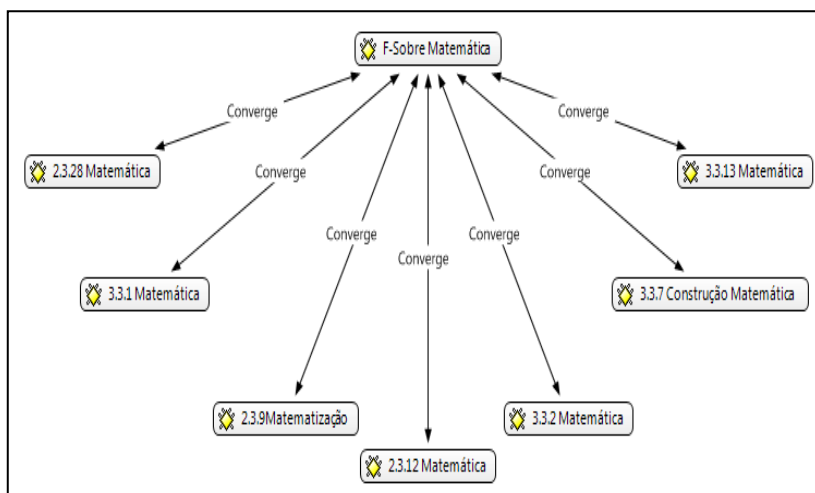 F-Sobre Matemática
Converge
Converge
2.3.28 Matemática
3.3.13 Matemática
Converge
Converge
Converge
Converge
Converge
3.3.1 Matemática
3.3.7 Construção Matemática
2.3.9Matematização
3.3.2 Matemática
2.3.12 Matemática